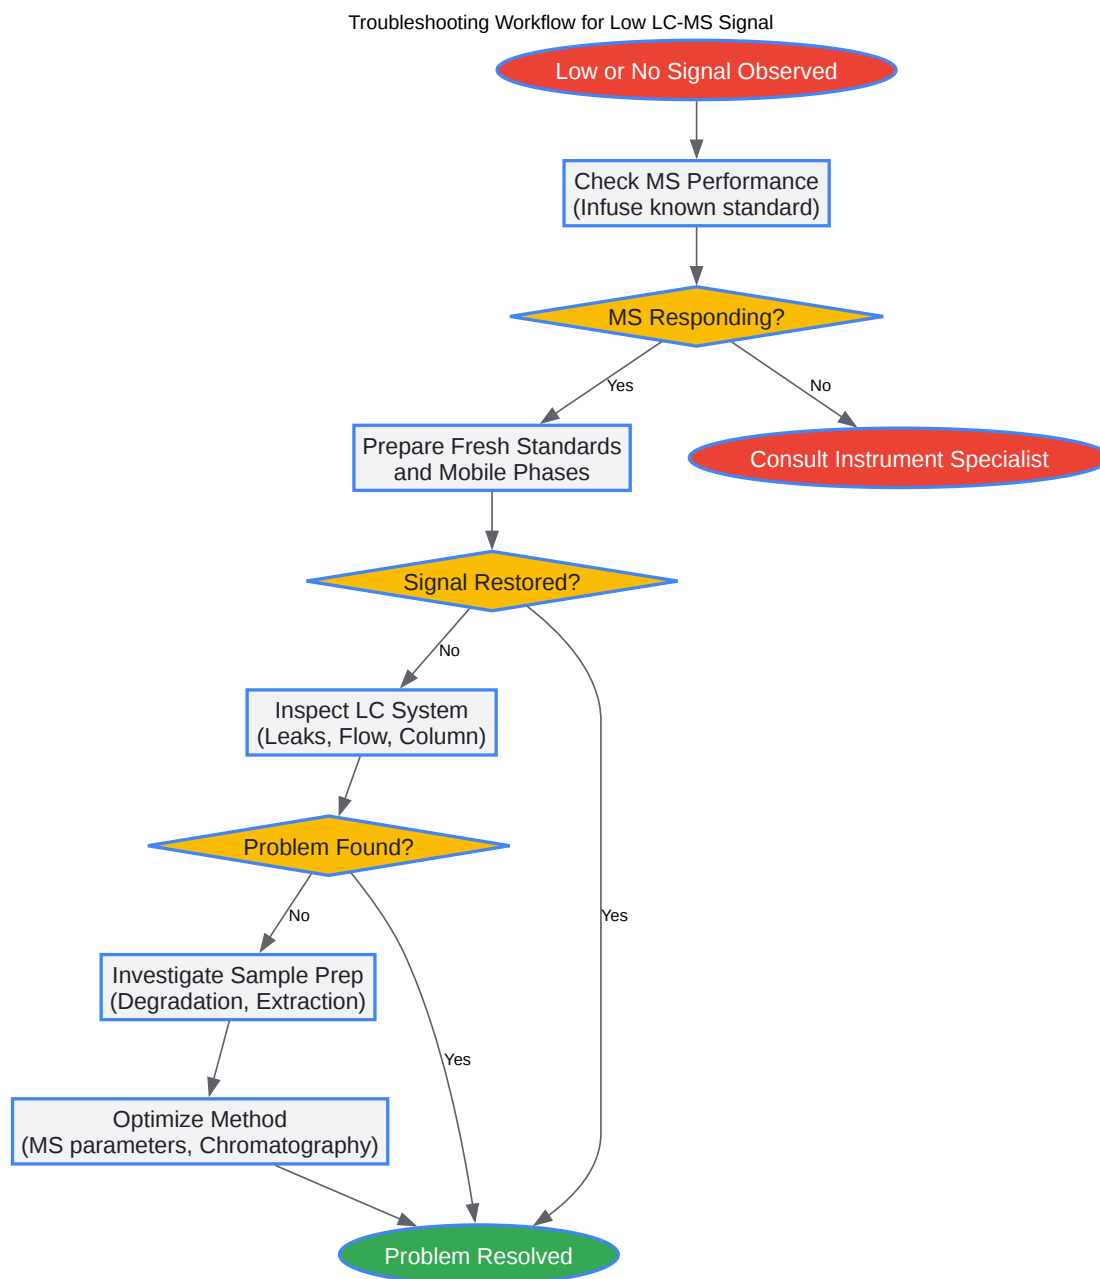 Troubleshooting Workflow for Low LC-MS Signal
Low or No Signal Observed
Check MS Performance
(Infuse known standard)
MS Responding?
Yes
No
Prepare Fresh Standards
and Mobile Phases
Consult Instrument Specialist
Signal Restored?
No
Inspect LC System
(Leaks, Flow, Column)
Problem Found?
No
Yes
Investigate Sample Prep
(Degradation, Extraction)
Yes
Optimize Method
(MS parameters, Chromatography)
Problem Resolved